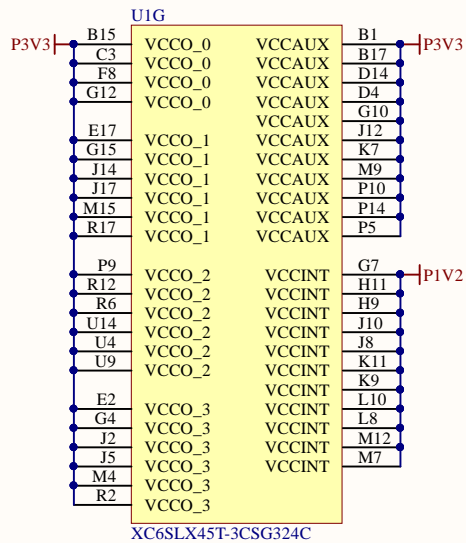 U1G
P3V3 B15 VCCO_0 VCCAUX B1 P3V3
C3 VCCO_0 VCCAUX B17
F8 VCCO_0 VCCAUX D14
G12 VCCO_0 VCCAUX D4
VCCAUX G10
E17 VCCO_1 VCCAUX J12
G15 VCCO_1 VCCAUX K7
J14 VCCO_1 VCCAUX M9
J17 VCCO_1 VCCAUX P10
M15 VCCO_1 VCCAUX P14
R17 VCCO_1 VCCAUX P5
P9 VCCO_2 VCCINT G7 P1V2
R12 VCCO_2 VCCINT H11
R6 VCCO_2 VCCINT H9
U14 VCCO_2 VCCINT J10
U4 VCCO_2 VCCINT J8
U9 VCCO_2 VCCINT K11
VCCINT K9
E2 VCCO_3 VCCINT L10
G4 VCCO_3 VCCINT L8
J2 VCCO_3 VCCINT M12
J5 VCCO_3 VCCINT M7
M4 VCCO_3
R2 VCCO_3
XC6SLX45T-3CSG324C